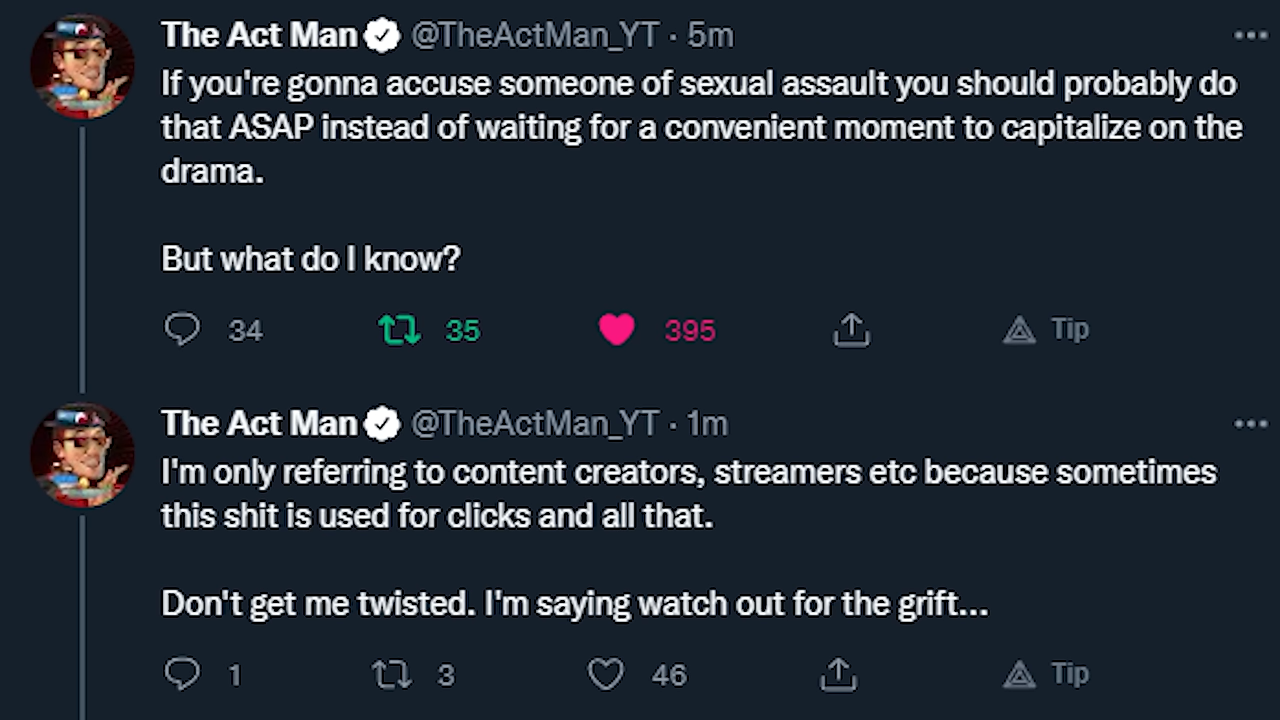 The Act Man @TheActMan_YT · 5m
If you're gonna accuse someone of sexual assault you should probably do
that ASAP instead of waiting for a convenient moment to capitalize on the
drama.
But what do I know?
34 35 395 Tip
The Act Man @TheActMan_YT · 1m
I'm only referring to content creators, streamers etc because sometimes
this shit is used for clicks and all that.
Don't get me twisted. I'm saying watch out for the grift...
1 3 46 Tip